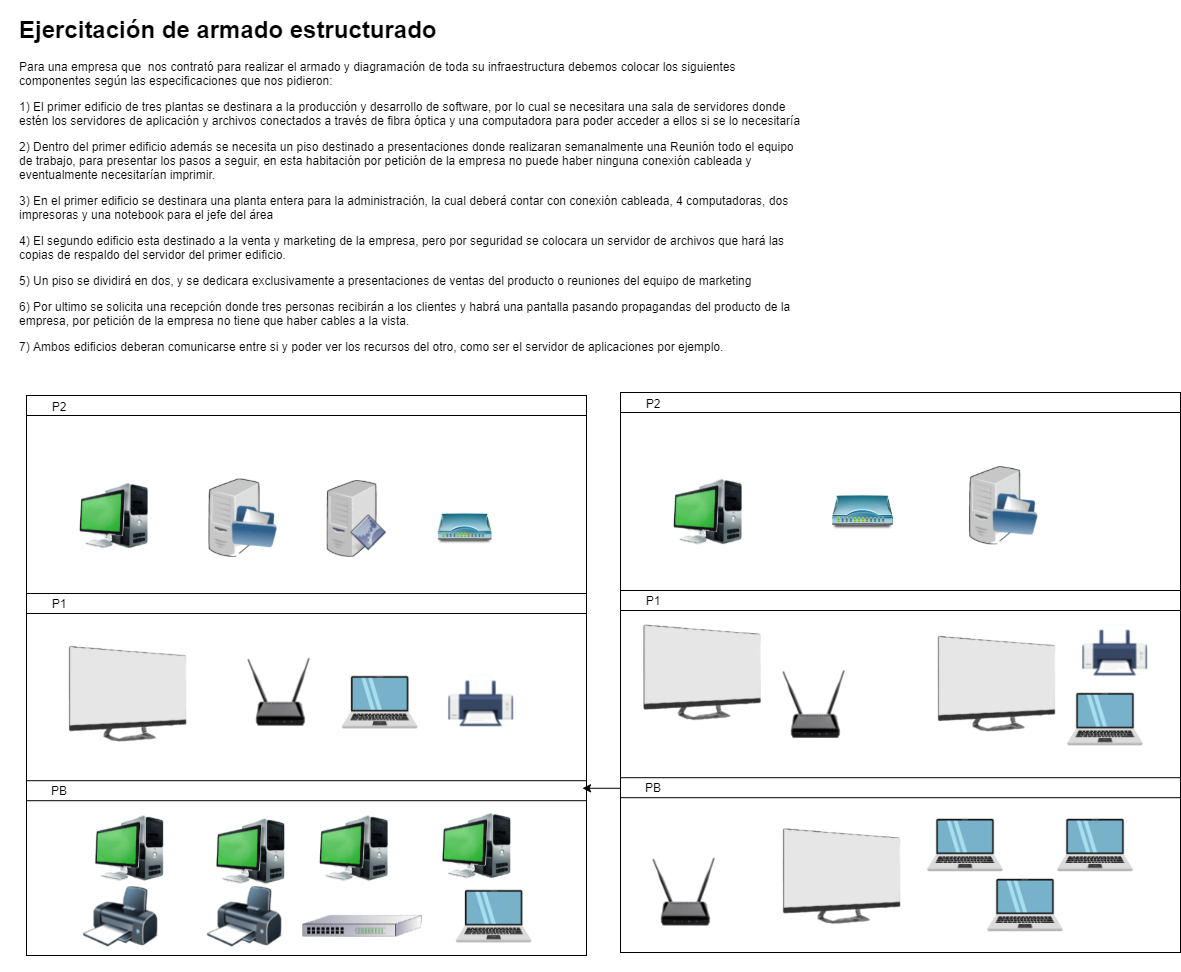 Ejercitación de armado estructurado
Para una empresa que  nos contrató para realizar el armado y diagramación de toda su infraestructura debemos colocar los siguientes
componentes según las especificaciones que nos pidieron:
1) El primer edificio de tres plantas se destinara a la producción y desarrollo de software, por lo cual se necesitara una sala de servidores donde
estén los servidores de aplicación y archivos conectados a través de fibra óptica y una computadora para poder acceder a ellos si se lo necesitaría
2) Dentro del primer edificio además se necesita un piso destinado a presentaciones donde realizaran semanalmente una Reunión todo el equipo
de trabajo, para presentar los pasos a seguir, en esta habitación por petición de la empresa no puede haber ninguna conexión cableada y
eventualmente necesitarían imprimir.
3) En el primer edificio se destinara una planta entera para la administración, la cual deberá contar con conexión cableada, 4 computadoras, dos
impresoras y una notebook para el jefe del área
4) El segundo edificio esta destinado a la venta y marketing de la empresa, pero por seguridad se colocara un servidor de archivos que hará las
copias de respaldo del servidor del primer edificio.
5) Un piso se dividirá en dos, y se dedicara exclusivamente a presentaciones de ventas del producto o reuniones del equipo de marketing
6) Por ultimo se solicita una recepción donde tres personas recibirán a los clientes y habrá una pantalla pasando propagandas del producto de la
empresa, por petición de la empresa no tiene que haber cables a la vista.
7) Ambos edificios deberan comunicarse entre si y poder ver los recursos del otro, como ser el servidor de aplicaciones por ejemplo.
P2
P2
P1
P1
PB
PB